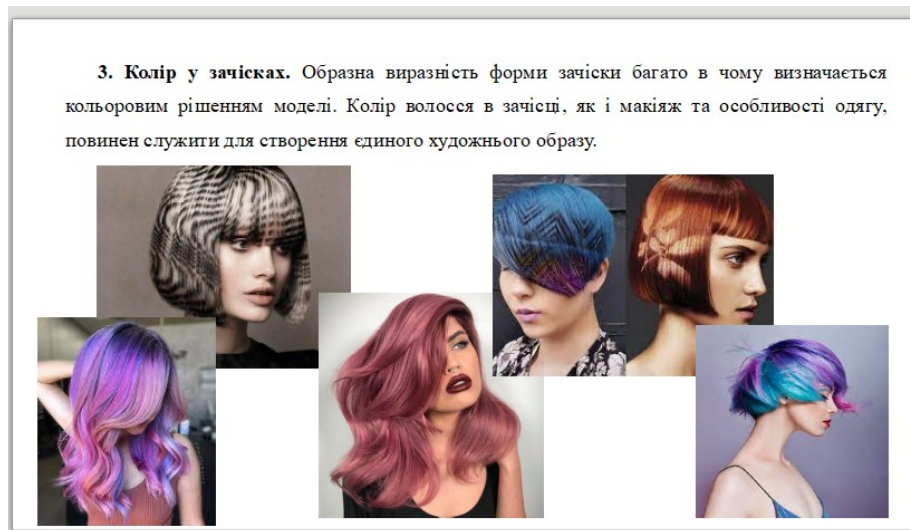 3. Колір у зачісках. Образна виразність форми зачіски багато в чому визначається
кольоровим рішенням моделі. Колір волосся в зачісці, як і макіяж та особливості одягу,
повинен служити для створення єдиного художнього образу.